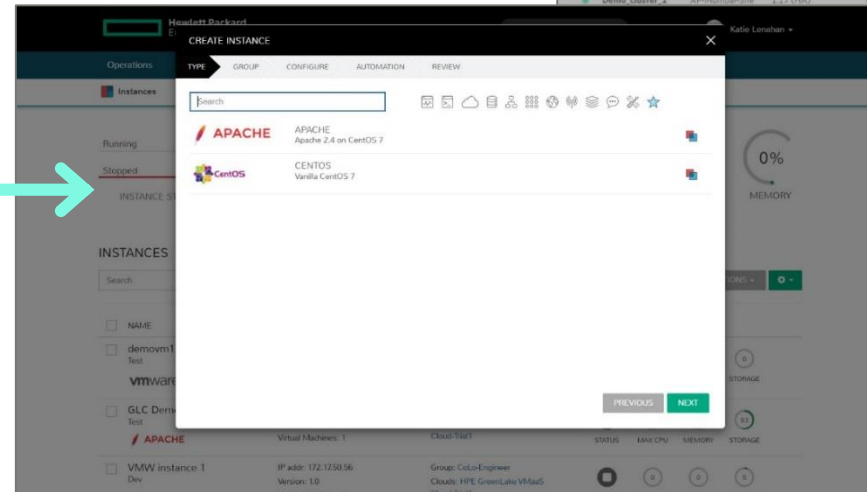 Demo_cluster_2
Hewlett Packard
Katie Lenahan
CREATE INSTANCE
Operations
TYPE GROUP CONFIGURE AUTOMATION REVIEW
Instances
Search
APACHE APACHE
Apache 2.4 on CentOS 7
Running
0%
CentOS CENTOS
Vanilla CentOS 7
Stopped
MEMORY
INSTANCE
INSTANCES
Search
NAME
demovm1
Test
vmware
STORAGE
PREVIOUS NEXT
GLC
Test
APACHE Virtual Machines: 1 STATUS MAX CPU MEMORY STORAGE
VMW instance 1 IP addr: 172.17.50.56 Group: CoLo-Engineer
Dev Version: 1.0 Clouds: HPE GreenLake VMaaS